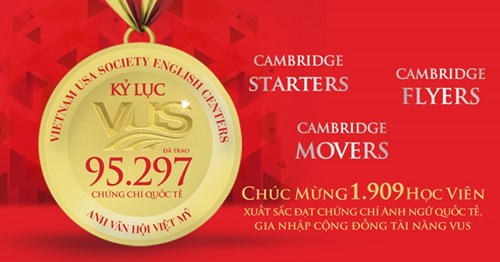 VIETNAM USA SOCIETY ENGLISH CENTERS
KỶ LỤC
VUS
ĐÃ TRAO
95.297
CHỨNG CHỈ QUỐC TẾ
ANH VĂN HỘI VIỆT MỸ
CAMBRIDGE
STARTERS
CAMBRIDGE
FLYERS
CAMBRIDGE
MOVERS
CHÚC MỪNG 1.909 HỌC VIÊN
XUẤT SẮC ĐẠT CHỨNG CHỈ ANH NGỮ QUỐC TẾ,
GIA NHẬP CỘNG ĐỒNG TÀI NĂNG VUS